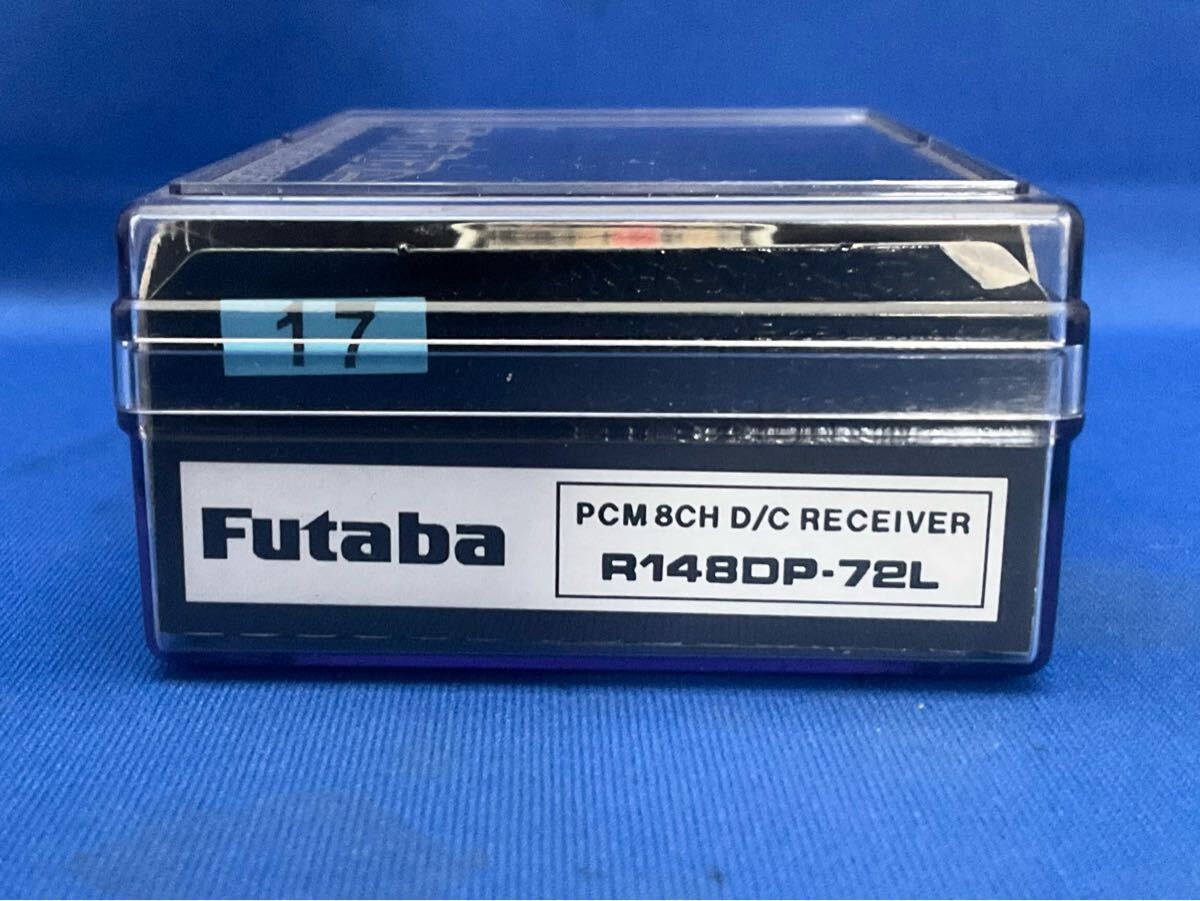 17
Futaba
PCM 8CH D/C RECEIVER
R148DP-72L